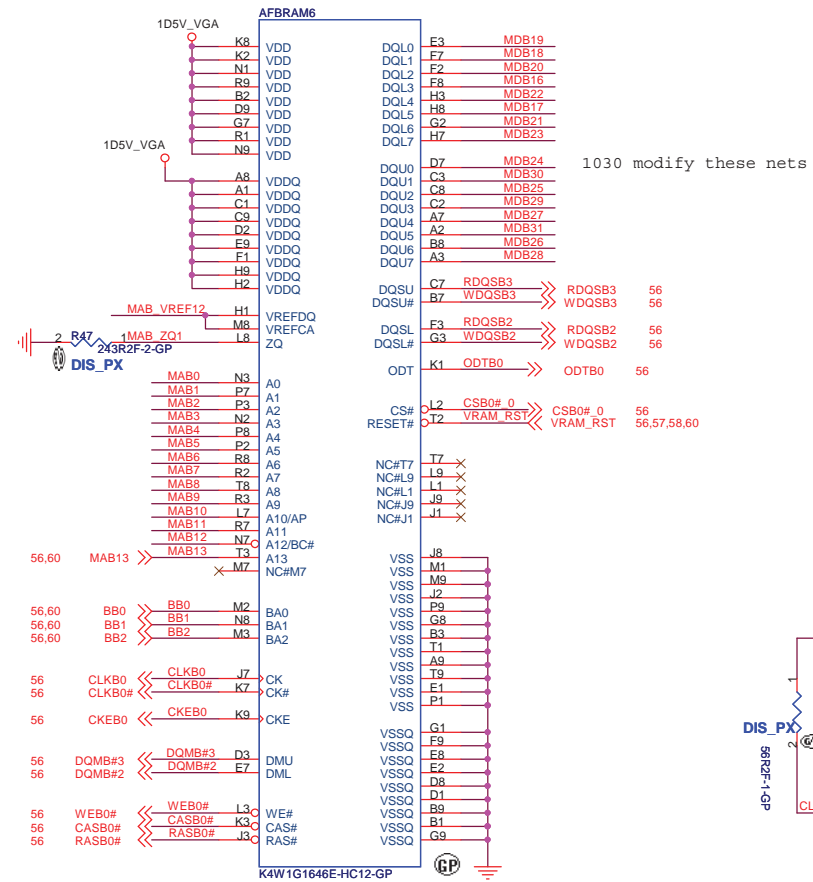 AFBRAM6
1D5V_VGA
K8 VDD
K2 VDD
N1 VDD
R9 VDD
B2 VDD
D9 VDD
G7 VDD
R1 VDD
N9 VDD
1D5V_VGA
A8 VDDQ
A1 VDDQ
C1 VDDQ
C9 VDDQ
D2 VDDQ
E9 VDDQ
F1 VDDQ
H9 VDDQ
H2 VDDQ
MAB_VREF12 H1 VREFDQ
M8 VREFCA
2 R47 1 MAB_ZQ1 L8 ZQ
243R2F-2-GP
DIS_PX
MAB0 N3 A0
MAB1 P7 A1
MAB2 P3 A2
MAB3 N2 A3
MAB4 P8 A4
MAB5 P2 A5
MAB6 R8 A6
MAB7 R2 A7
MAB8 T8 A8
MAB9 R3 A9
MAB10 L7 A10/AP
MAB11 R7 A11
MAB12 N7 A12/BC#
56,60 MAB13 MAB13 T3 A13
M7 NC#M7
56,60 BB0 BB0 M2 BA0
56,60 BB1 BB1 N8 BA1
56,60 BB2 BB2 M3 BA2
56 CLKB0 CLKB0 J7 CK
56 CLKB0# CLKB0# K7 CK#
56 CKEB0 CKEB0 K9 CKE
56 DQMB#3 DQMB#3 D3 DMU
56 DQMB#2 DQMB#2 E7 DML
56 WEB0# WEB0# L3 WE#
56 CASB0# CASB0# K3 CAS#
56 RASB0# RASB0# J3 RAS#
DQL0 E3 MDB19
DQL1 F7 MDB18
DQL2 F2 MDB20
DQL3 F8 MDB16
DQL4 H3 MDB22
DQL5 H8 MDB17
DQL6 G2 MDB21
DQL7 H7 MDB23
DQU0 D7 MDB24
DQU1 C3 MDB30
DQU2 C8 MDB25
DQU3 C2 MDB29
DQU4 A7 MDB27
DQU5 A2 MDB31
DQU6 B8 MDB26
DQU7 A3 MDB28
1030 modify these nets
DQSU C7 RDQSB3 RDQSB3 56
DQSU# B7 WDQSB3 WDQSB3 56
DQSL F3 RDQSB2 RDQSB2 56
DQSL# G3 WDQSB2 WDQSB2 56
ODT K1 ODTB0 ODTB0 56
CS# L2 CSB0#_0 CSB0#_0 56
RESET# T2 VRAM_RST VRAM_RST 56,57,58,60
NC#T7 T7
NC#L9 L9
NC#L1 L1
NC#J9 J9
NC#J1 J1
VSS J8
VSS M1
VSS M9
VSS J2
VSS P9
VSS G8
VSS B3
VSS T1
VSS A9
VSS T9
VSS E1
VSS P1
VSSQ G1
VSSQ F9
VSSQ E8
VSSQ E2
VSSQ D8
VSSQ D1
VSSQ B9
VSSQ B1
VSSQ G9
GP
K4W1G1646E-HC12-GP
1
DIS_PX
2
56R2F-1-GP
CL